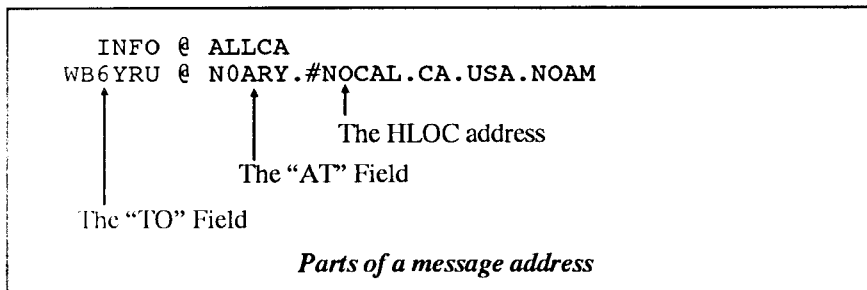 INFO @ ALLCA
WB6YRU @ N0ARY.#NOCAL.CA.USA.NOAM
The HLOC address
The “AT” Field
The “TO” Field
Parts of a message address